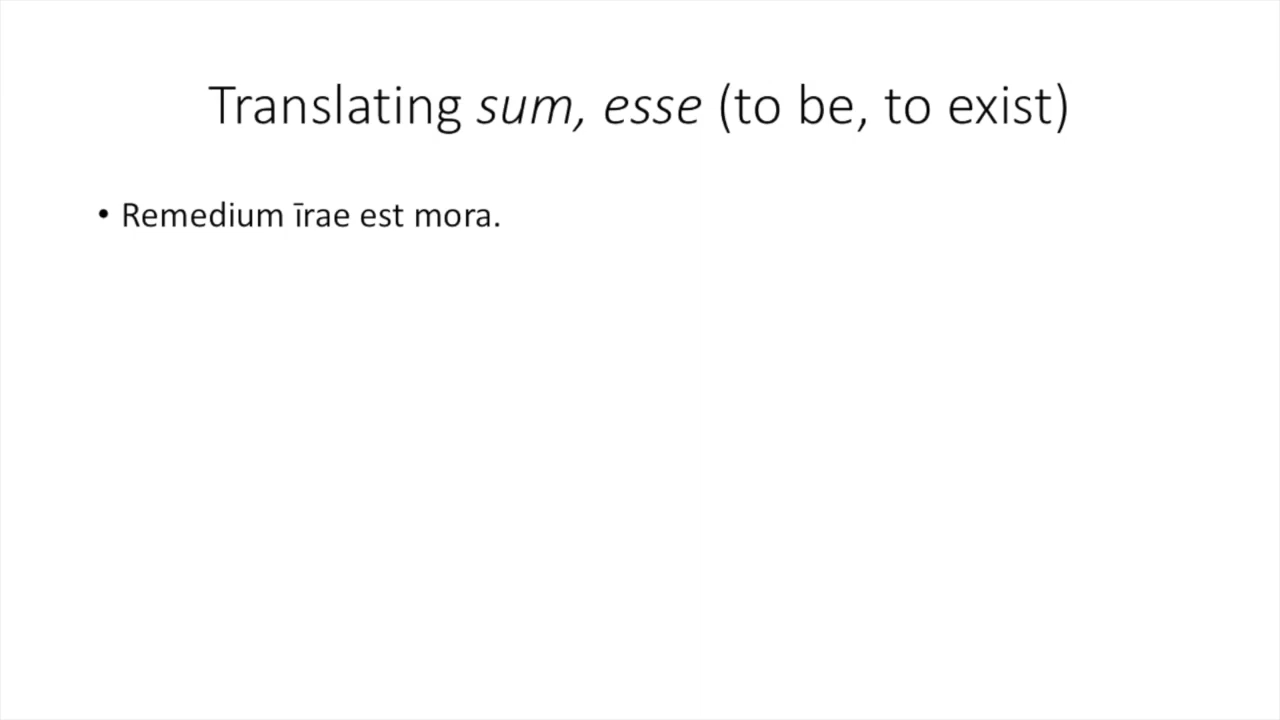 Translating sum, esse (to be, to exist)
• Remedium īrae est mora.